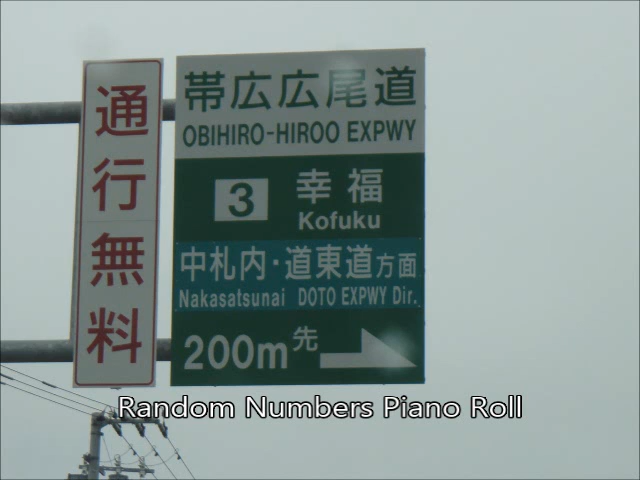 通行無料
帯広広尾道
OBIHIRO-HIROO EXPWY
3 幸福
Kofuku
中札内・道東道方面
Nakasatsunai DOTO EXPWY Dir.
200m先
Random Numbers Piano Roll